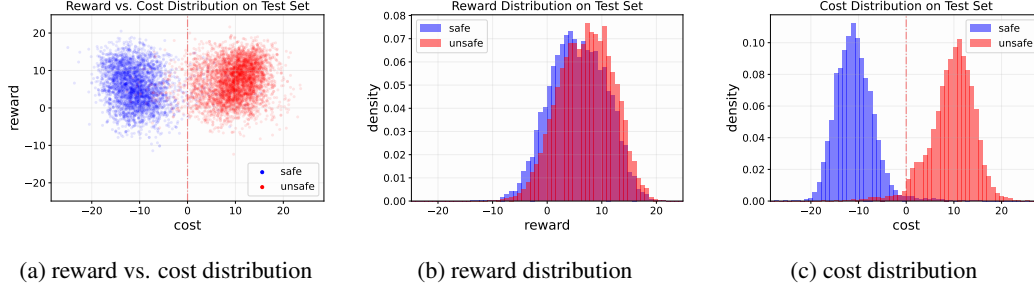 Reward vs. Cost Distribution on Test Set
20
10
0
−10
−20
reward
safe
unsafe
−20
−10
0
10
20
cost
(a) reward vs. cost distribution
Reward Distribution on Test Set
0.08
0.07
0.06
0.05
0.04
0.03
0.02
0.01
0.00
density
safe
unsafe
−20
−10
0
10
20
reward
(b) reward distribution
Cost Distribution on Test Set
0.10
0.08
0.06
0.04
0.02
0.00
density
safe
unsafe
−20
−10
0
10
20
cost
(c) cost distribution